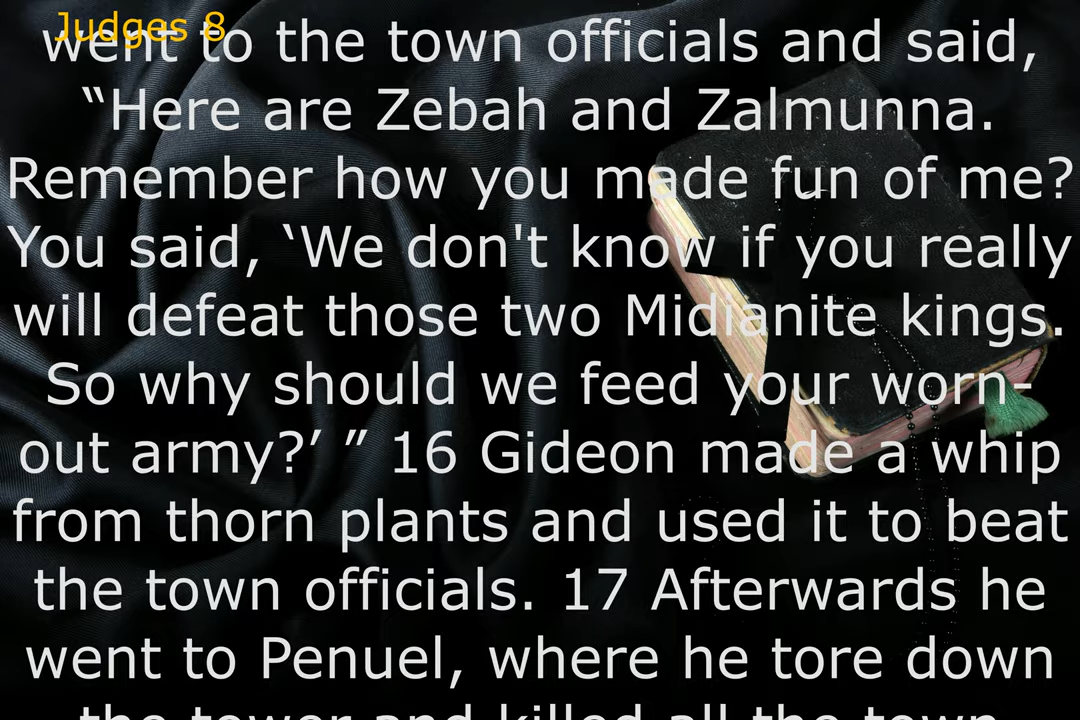 Judges 8
went to the town officials and said,
“Here are Zebah and Zalmunna.
Remember how you made fun of me?
You said, ‘We don't know if you really
will defeat those two Midianite kings.
So why should we feed your worn-
out army?’ ” 16 Gideon made a whip
from thorn plants and used it to beat
the town officials. 17 Afterwards he
went to Penuel, where he tore down
the tower and killed all the town